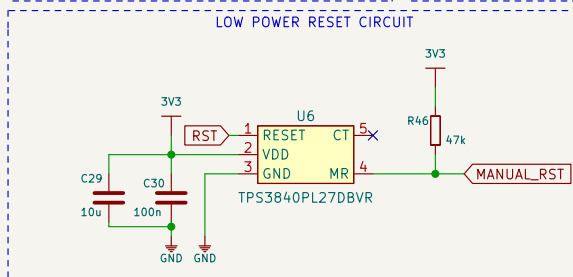 LOW POWER RESET CIRCUIT
3V3
3V3
U6
RST
1
RESET
CT
5
R46
47k
2
VDD
3
GND
MR
4
MANUAL_RST
C29
C30
10u
100n
TPS3840PL27DBVR
GND
GND